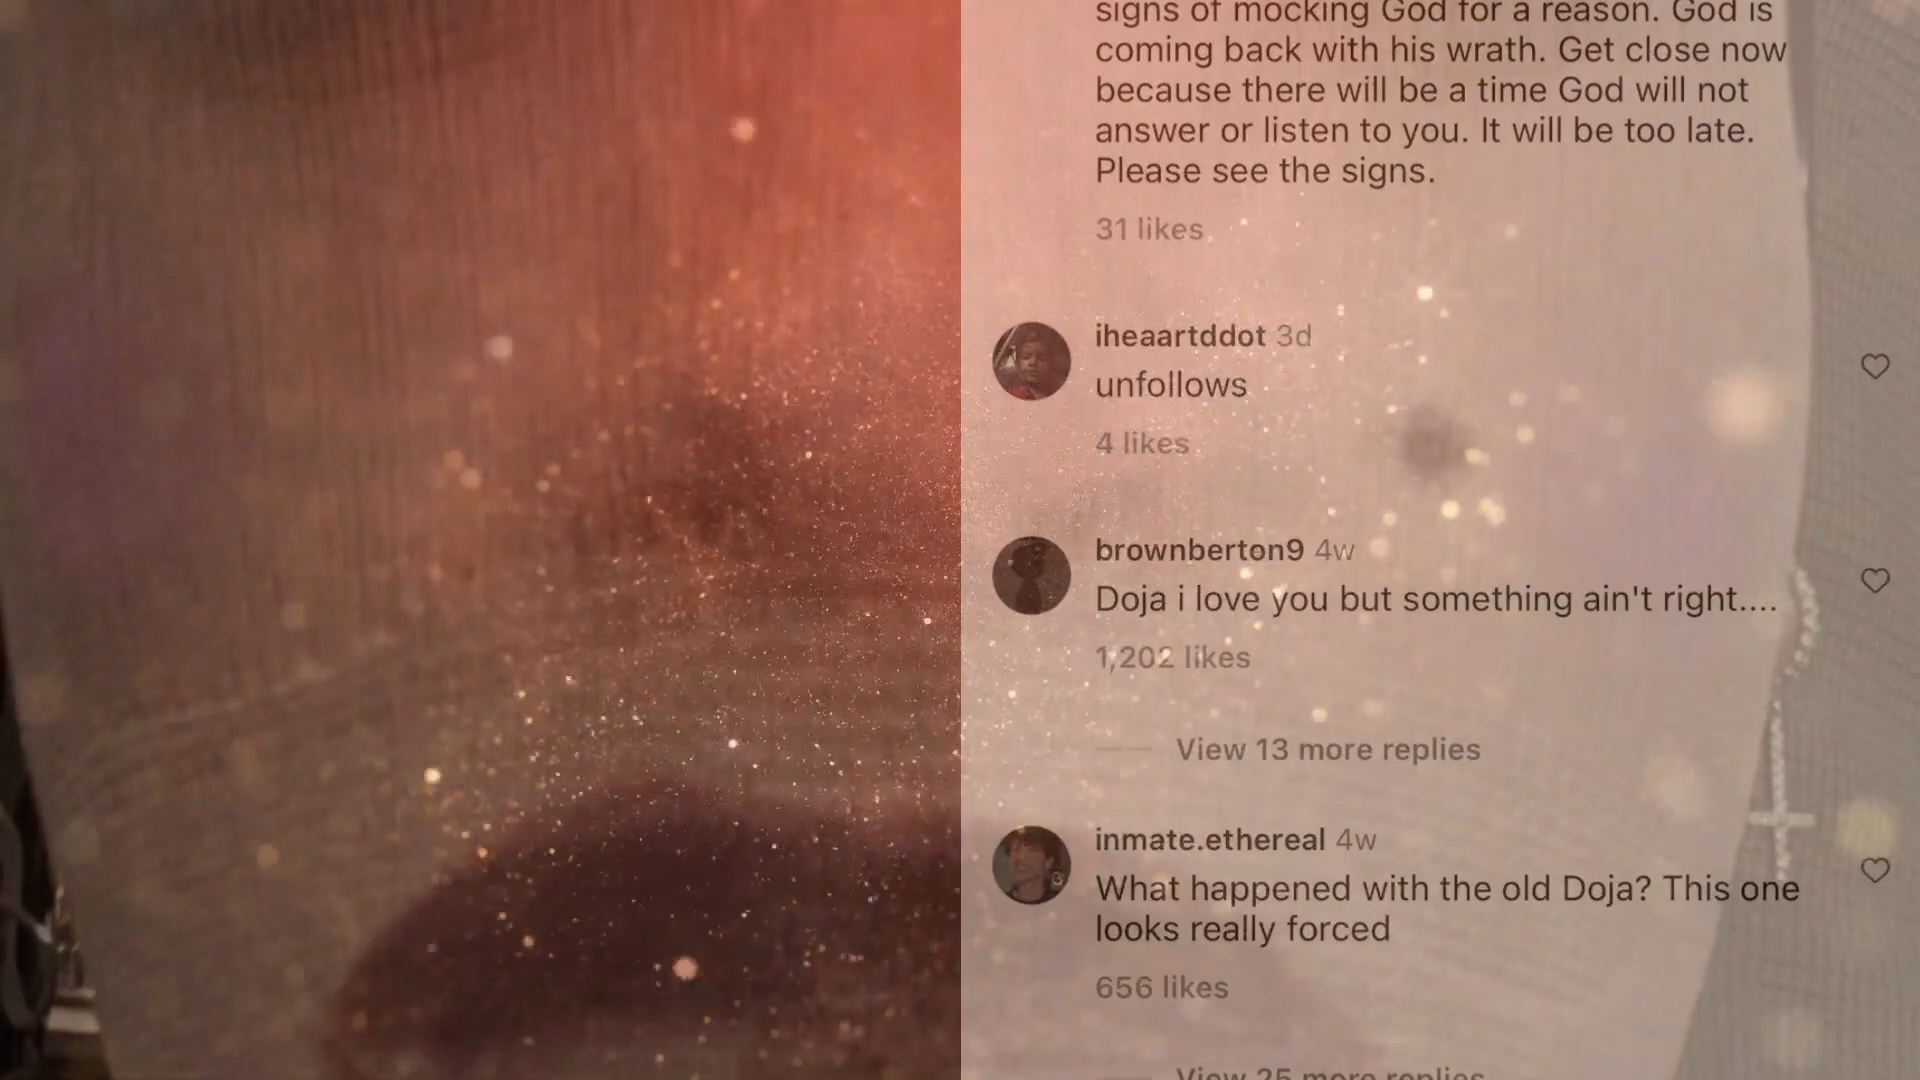 signs of mocking God for a reason. God is
coming back with his wrath. Get close now
because there will be a time God will not
answer or listen to you. It will be too late.
Please see the signs.
31 likes
iheaartddot 3d
unfollows
4 likes
brownberton9 4w
Doja i love you but something ain't right....
1,202 likes
View 13 more replies
inmate.ethereal 4w
What happened with the old Doja? This one
looks really forced
656 likes
View 25 more replies